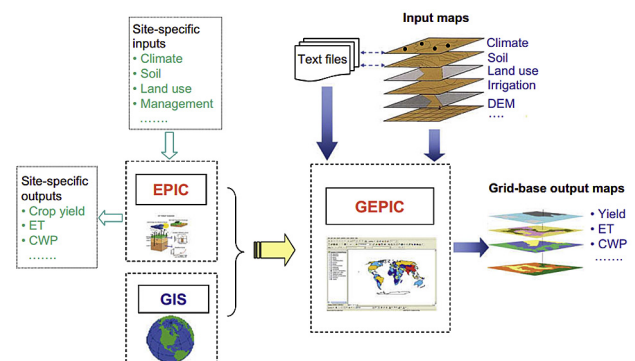 Site-specific
inputs
• Climate
• Soil
• Land use
• Management
.......
Input maps
Text files
Climate
Soil
Land use
Irrigation
DEM
....
EPIC
GEPIC
GIS
Site-specific
outputs
• Crop yield
• ET
• CWP
.......
Grid-base output maps
• Yield
• ET
• CWP
.......